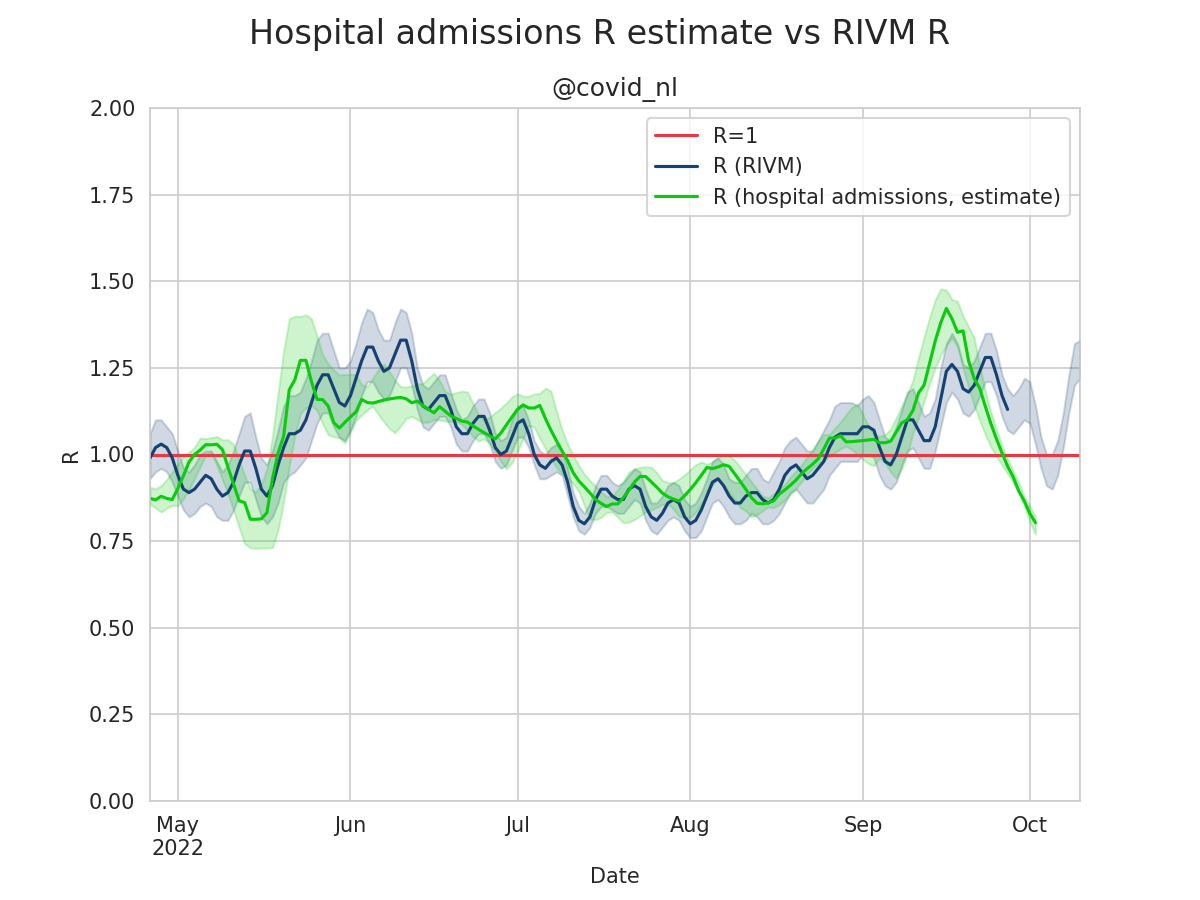 Hospital admissions R estimate vs RIVM R
@covid_nl
R=1
R (RIVM)
R (hospital admissions, estimate)
2.00
1.75
1.50
1.25
1.00
0.75
0.50
0.25
0.00
R
May
2022
Jun
Jul
Aug
Sep
Oct
Date